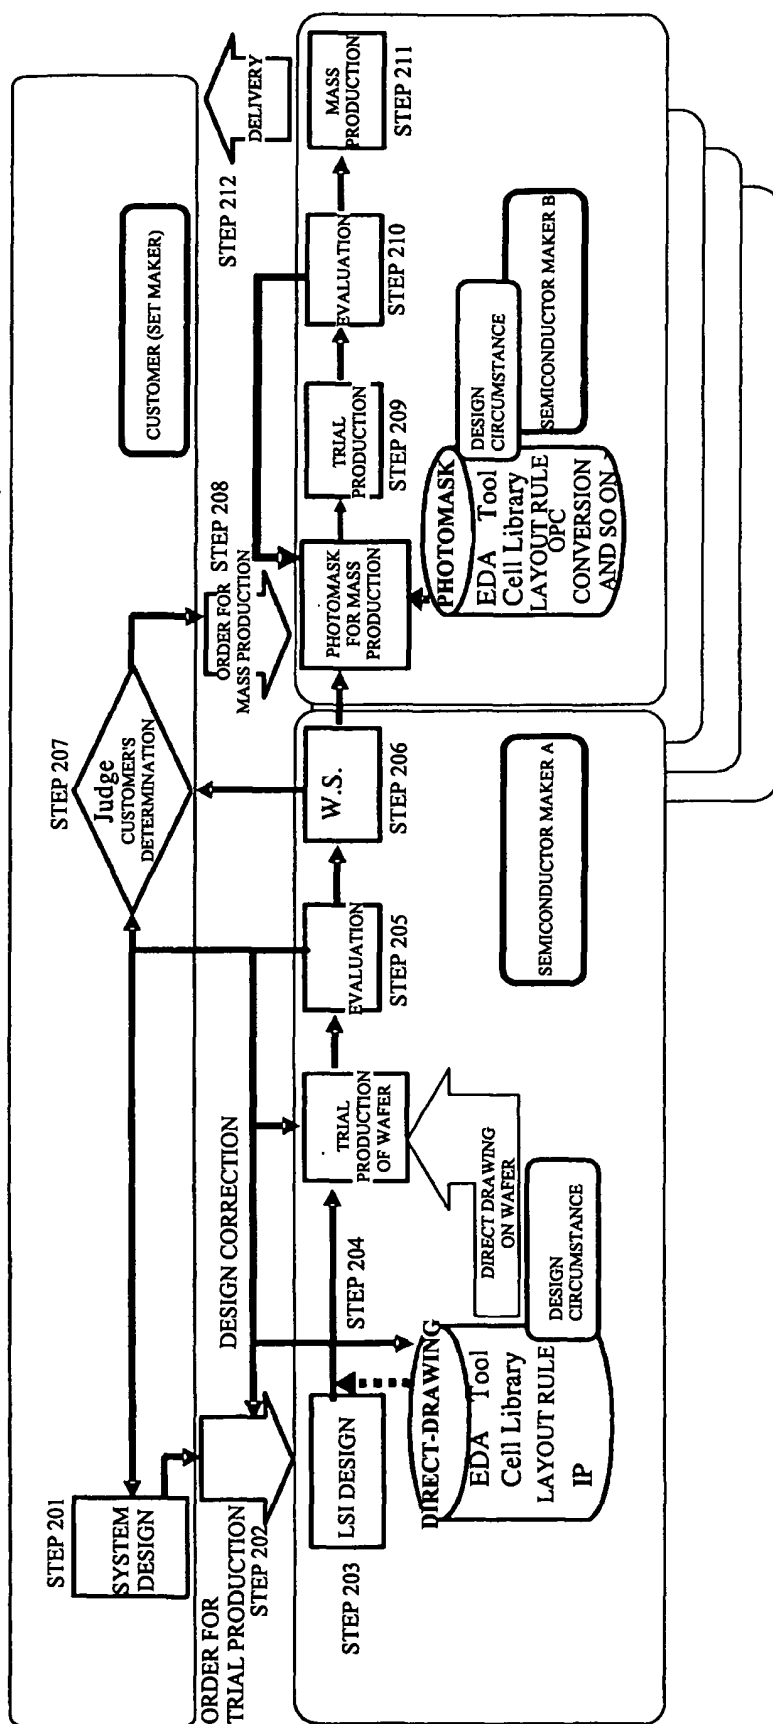 STEP 201
SYSTEM
DESIGN
ORDER FOR
TRIAL PRODUCTION
STEP 202
DESIGN CORRECTION
STEP 207
Judge
CUSTOMER'S
DETERMINATION
CUSTOMER (SET MAKER)
ORDER FOR
MASS PRODUCTION
STEP 208
STEP 212
DELIVERY
STEP 203
LSI DESIGN
STEP 204
TRIAL
PRODUCTION
OF WAFER
EVALUATION
STEP 205
W.S.
STEP 206
PHOTOMASK
FOR MASS
PRODUCTION
TRIAL
PRODUCTION
STEP 209
EVALUATION
STEP 210
MASS
PRODUCTION
STEP 211
DIRECT-DRAWING
EDA Tool
Cell Library
LAYOUT RULE
IP
DESIGN
CIRCUMSTANCE
DIRECT DRAWING
ON WAFER
SEMICONDUCTOR MAKER A
PHOTOMASK
EDA Tool
Cell Library
LAYOUT RULE
OPC
CONVERSION
AND SO ON
DESIGN
CIRCUMSTANCE
SEMICONDUCTOR MAKER B